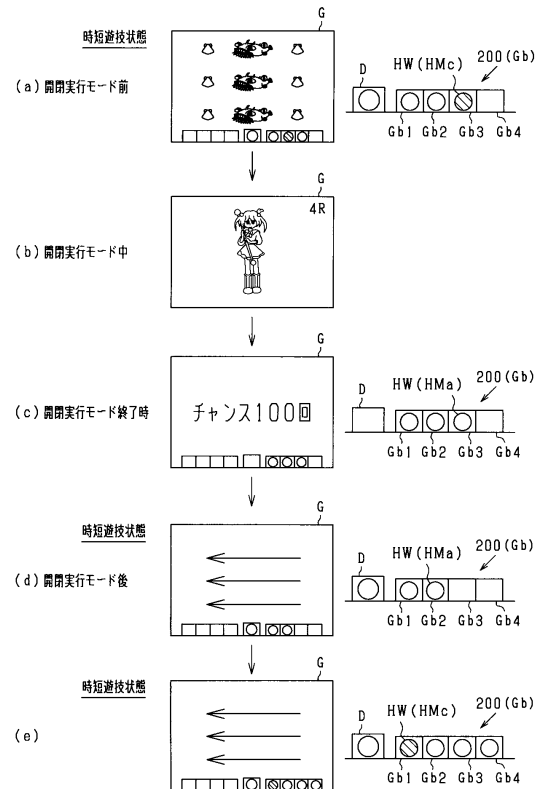 G
時短遊技状態
(a) 開閉実行モード前
D
HW(HMc)
200(Gb)
Gb1 Gb2 Gb3 Gb4
G
4R
(b) 開閉実行モード中
G
(c) 開閉実行モード終了時
チャンス100回
D
HW(HMa)
200(Gb)
Gb1 Gb2 Gb3 Gb4
G
時短遊技状態
(d) 開閉実行モード後
D
HW(HMa)
200(Gb)
Gb1 Gb2 Gb3 Gb4
G
時短遊技状態
(e)
D
HW(HMc)
200(Gb)
Gb1 Gb2 Gb3 Gb4